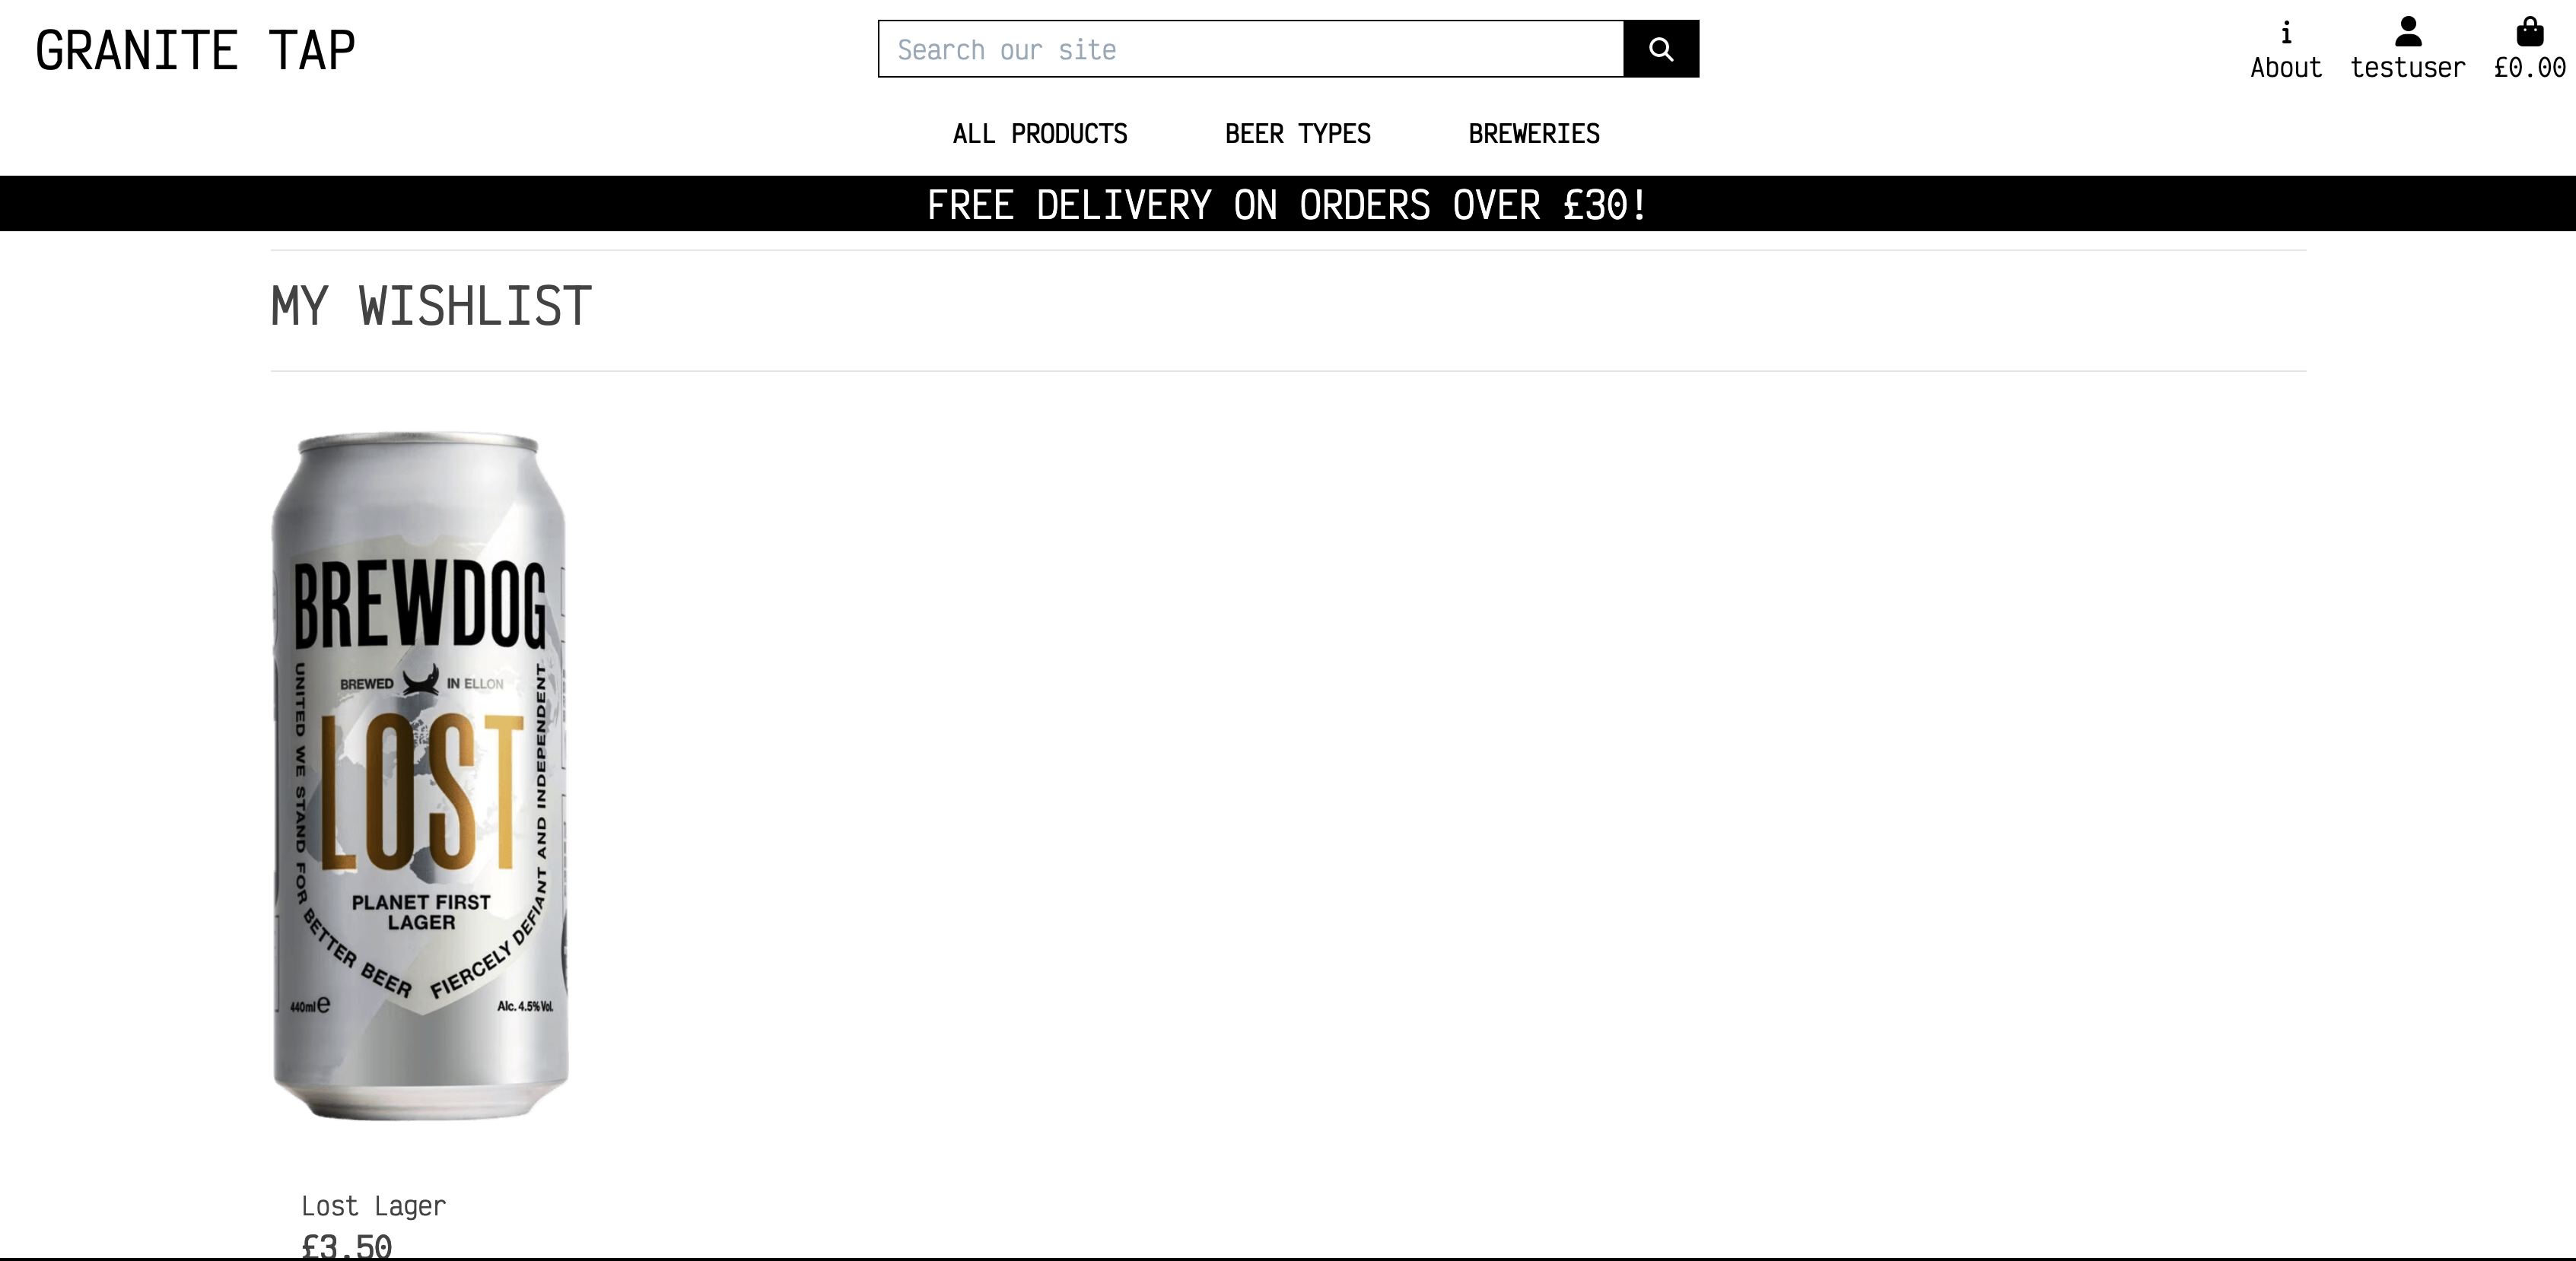 GRANITE TAP
Search our site
i
About
testuser
£0.00
ALL PRODUCTS
BEER TYPES
BREWERIES
FREE DELIVERY ON ORDERS OVER £30!
MY WISHLIST
BREWDOG
BREWED IN ELLON
LOST
PLANET FIRST
LAGER
UNITED WE STAND FOR BETTER BEER
FIERCELY DEFIANT AND INDEPENDENT
440ml e
Alc. 4.5% Vol.
Lost Lager
£3.50